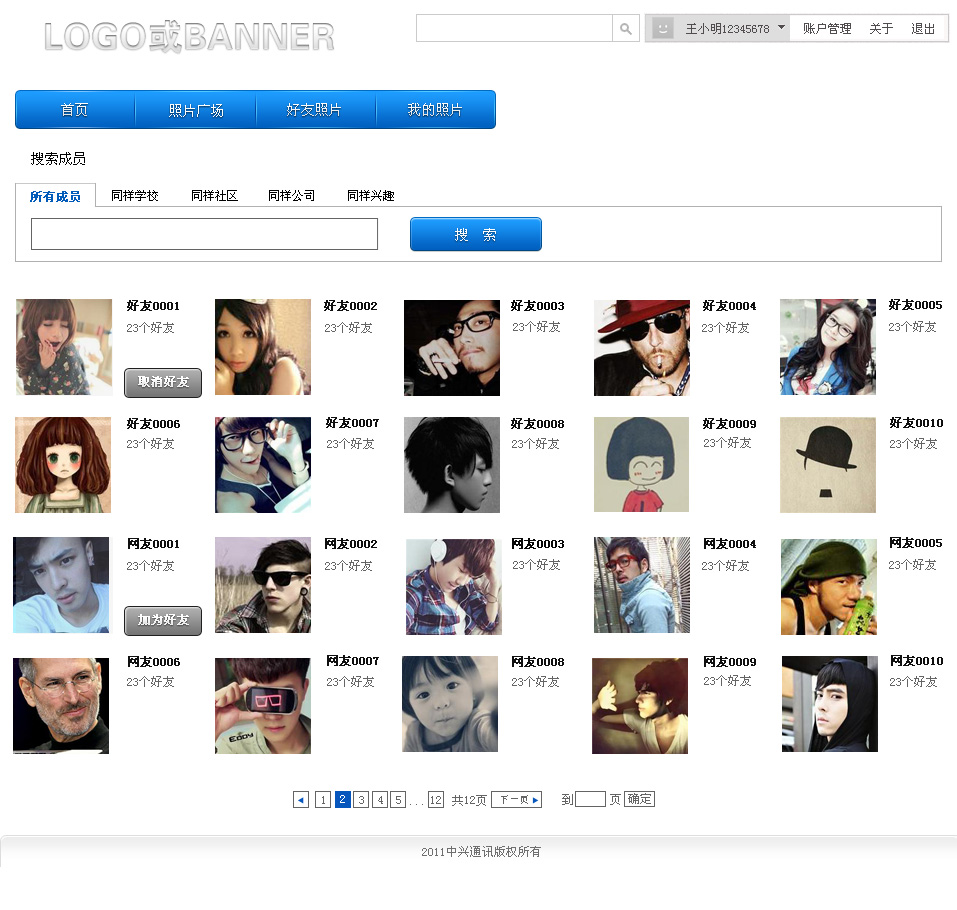 LOGO或BANNER
王小明12345678 账户管理 关于 退出
首页 照片广场 好友照片 我的照片
搜索成员
所有成员 同样学校 同样社区 同样公司 同样兴趣
搜 索
好友0001 好友0002 好友0003 好友0004 好友0005
23个好友 23个好友 23个好友 23个好友 23个好友
取消好友
好友0006 好友0007 好友0008 好友0009 好友0010
23个好友 23个好友 23个好友 23个好友 23个好友
网友0001 网友0002 网友0003 网友0004 网友0005
23个好友 23个好友 23个好友 23个好友 23个好友
加为好友
网友0006 网友0007 网友0008 网友0009 网友0010
23个好友 23个好友 23个好友 23个好友 23个好友
EDDY
1 2 3 4 5 ... 12 共12页 下一页 到 页 确定
2011中兴通讯版权所有